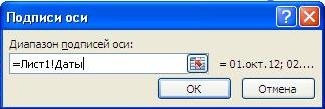 Подписи оси
Диапазон подписей оси:
=Лист1!Даты = 01.окт.12; 02....
ОК Отмена